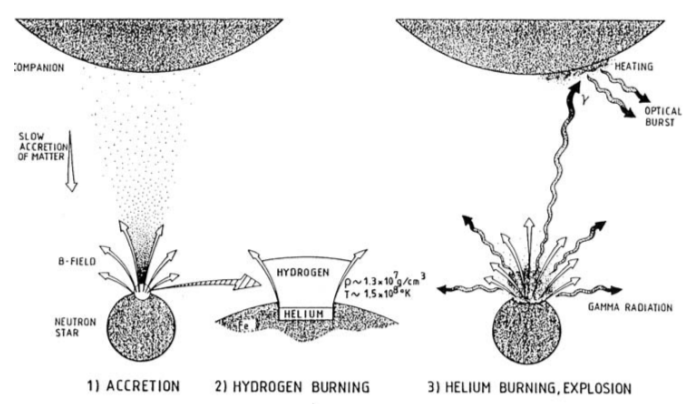 COMPANION
SLOW
ACCRETION
OF MATTER
B-FIELD
NEUTRON
STAR
1) ACCRETION
HYDROGEN
ρ~1.3×10⁷g/cm³
T~1.5×10⁸°K
HELIUM
Fe
2) HYDROGEN BURNING
HEATING
γ
OPTICAL
BURST
GAMMA RADIATION
3) HELIUM BURNING, EXPLOSION